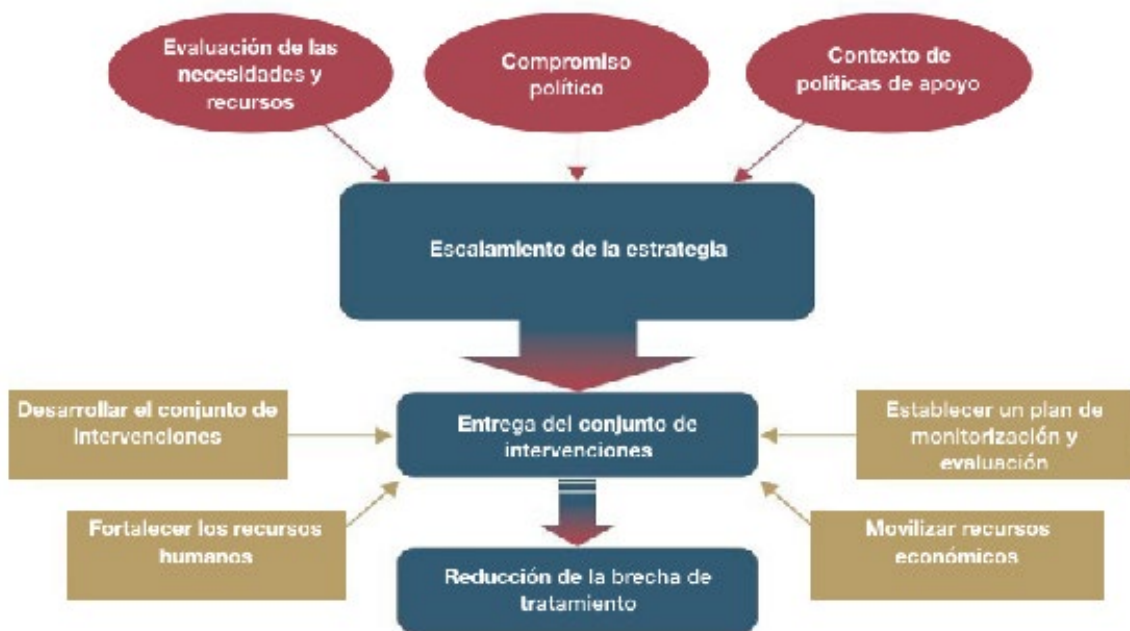 Evaluación de las
necesidades y
recursos
Compromiso
político
Contexto de
políticas de apoyo
Escalamiento de la estrategia
Desarrollar el conjunto de
intervenciones
Entrega del conjunto de
intervenciones
Establecer un plan de
monitorización y
evaluación
Fortalecer los recursos
humanos
Movilizar recursos
económicos
Reducción de la brecha de
tratamiento